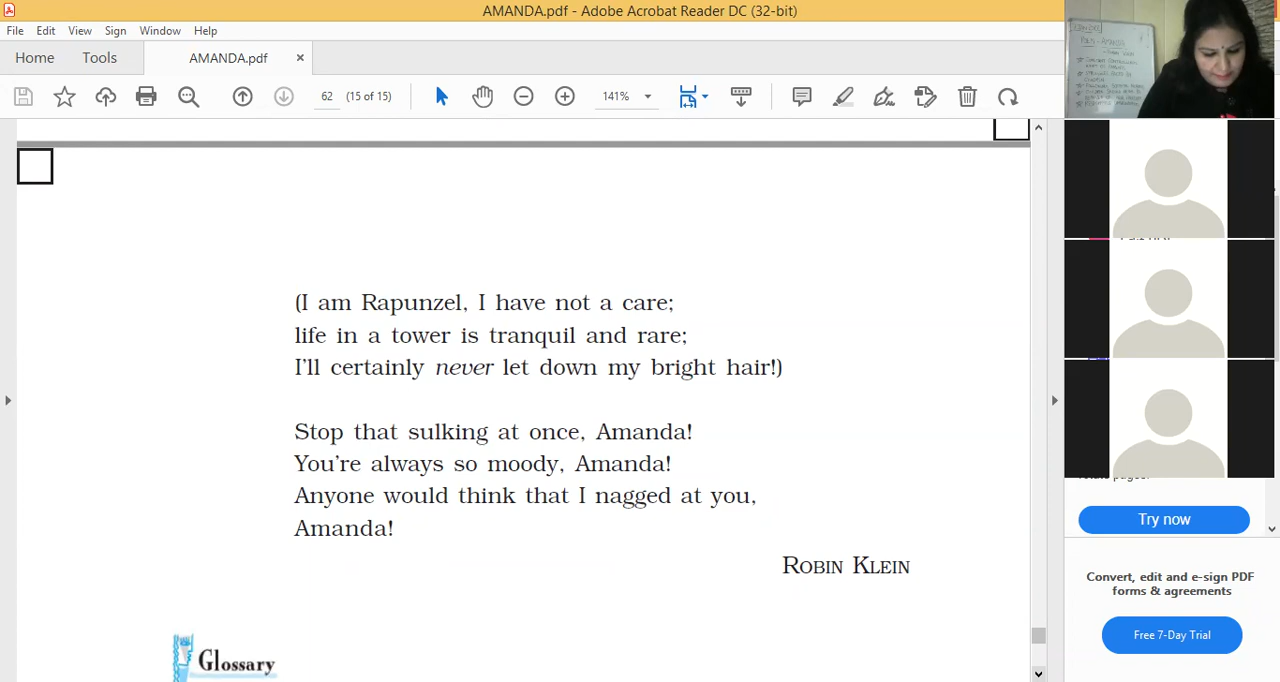 AMANDA.pdf - Adobe Acrobat Reader DC (32-bit)
File Edit View Sign Window Help
Home Tools AMANDA.pdf ×
62 (15 of 15) 141%
(I am Rapunzel, I have not a care;
life in a tower is tranquil and rare;
I'll certainly never let down my bright hair!)
Stop that sulking at once, Amanda!
You're always so moody, Amanda!
Anyone would think that I nagged at you,
Amanda!
ROBIN KLEIN
Glossary
Try now
Convert, edit and e-sign PDF
forms & agreements
Free 7-Day Trial